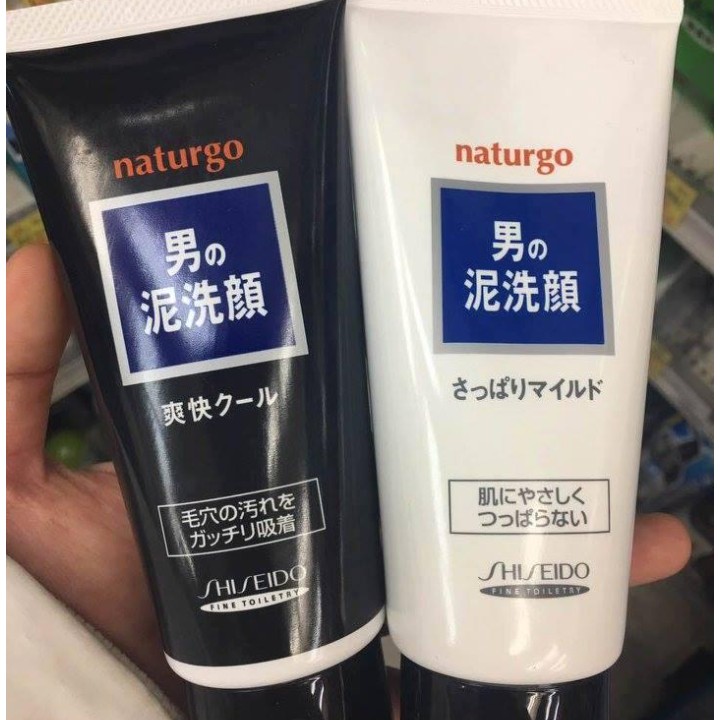 naturgo
男の
泥洗顔
爽快クール
毛穴の汚れを
ガッチリ吸着
SHISEIDO
FINE TOILETRY
naturgo
男の
泥洗顔
さっぱりマイルド
肌にやさしく
つっぱらない
SHISEIDO
FINE TOILETRY